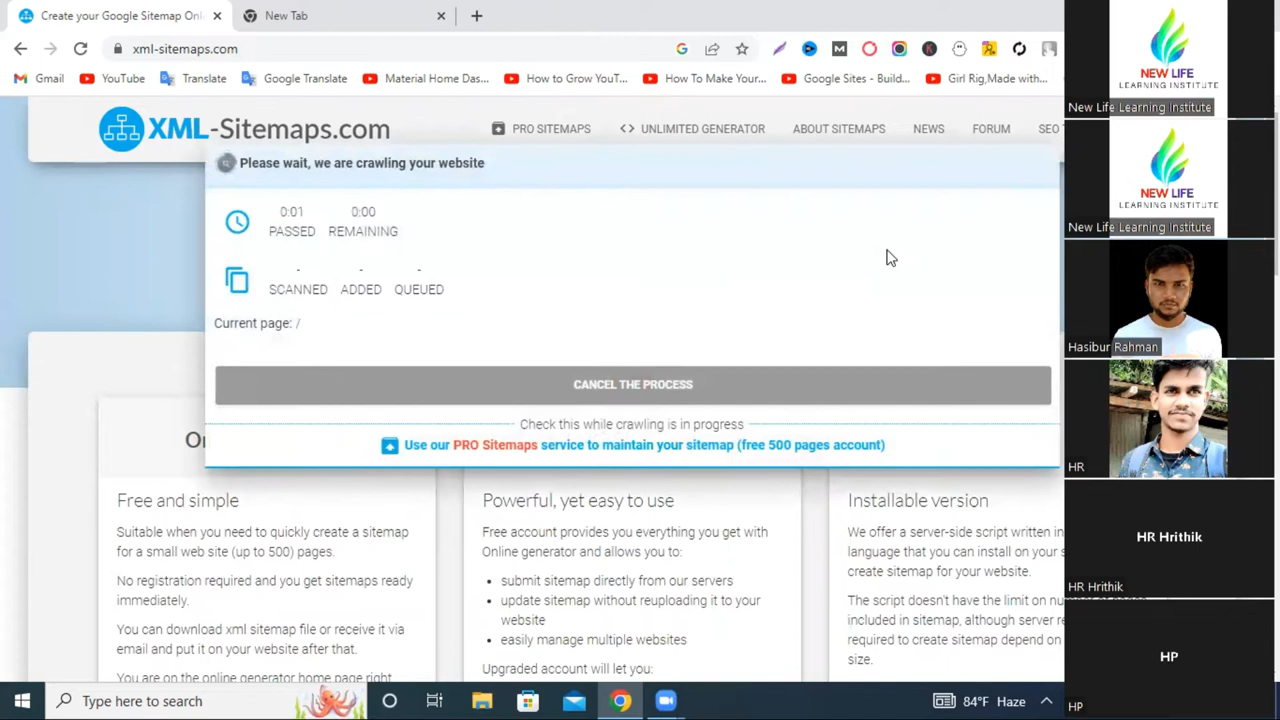 Create your Google Sitemap Onl
New Tab
xml-sitemaps.com
Gmail
YouTube
Translate
Google Translate
Material Home Das...
How to Grow YouT...
How To Make Your...
Google Sites - Build...
Girl Rig,Made with...
XML-Sitemaps.com
PRO SITEMAPS
UNLIMITED GENERATOR
ABOUT SITEMAPS
NEWS
FORUM
SEO
Please wait, we are crawling your website
0:01 0:00
PASSED REMAINING
- - -
SCANNED ADDED QUEUED
Current page: /
CANCEL THE PROCESS
Check this while crawling is in progress
Use our PRO Sitemaps service to maintain your sitemap (free 500 pages account)
Free and simple
Suitable when you need to quickly create a sitemap
for a small web site (up to 500) pages.
No registration required and you get sitemaps ready
immediately.
You can download xml sitemap file or receive it via
email and put it on your website after that.
You are on the online generator home page right
Powerful, yet easy to use
Free account provides you everything you get with
Online generator and allows you to:
submit sitemap directly from our servers
update sitemap without reuploading it to your
website
easily manage multiple websites
Upgraded account will let you:
Installable version
We offer a server-side script written in
language that you can install on your
create sitemap for your website.
The script doesn't have the limit on
included in sitemap, although server
required to create sitemap depend on
size.
NEW LIFE
LEARNING INSTITUTE
New Life Learning Institute
NEW LIFE
LEARNING INSTITUTE
New Life Learning Institute
Hasibur Rahman
HR
HR Hrithik
HR Hrithik
HP
HP
Type here to search
84°F Haze